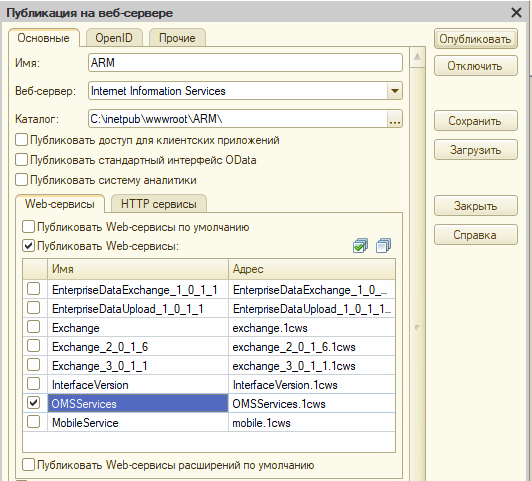 Публикация на веб-сервере
Основные OpenID Прочие
Опубликовать
Имя: ARM
Отключить
Веб-сервер: Internet Information Services
Каталог: C:\inetpub\wwwroot\ARM\ ...
Сохранить
Публиковать доступ для клиентских приложений
Загрузить
Публиковать стандартный интерфейс OData
Публиковать систему аналитики
Закрыть
Web-сервисы HTTP сервисы
Справка
Публиковать Web-сервисы по умолчанию
Публиковать Web-сервисы:
Имя Адрес
EnterpriseDataExchange_1_0_1_1 EnterpriseDataExchange_1_0_...
EnterpriseDataUpload_1_0_1_1 EnterpriseDataUpload_1_0_1_1...
Exchange exchange.1cws
Exchange_2_0_1_6 exchange_2_0_1_6.1cws
Exchange_3_0_1_1 exchange_3_0_1_1.1cws
InterfaceVersion InterfaceVersion.1cws
OMSServices OMSServices.1cws
MobileService mobile.1cws
Публиковать Web-сервисы расширений по умолчанию